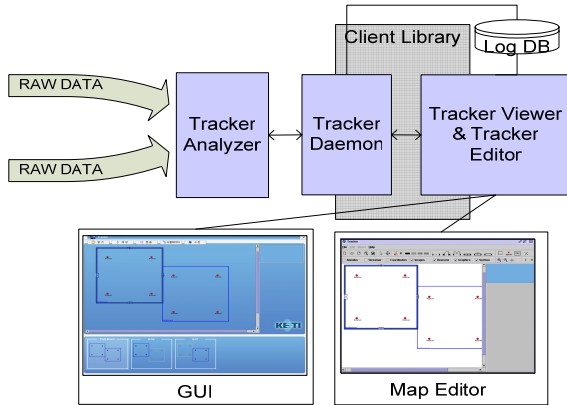 Client Library
Log DB
RAW DATA
RAW DATA
Tracker
Analyzer
Tracker
Daemon
Tracker Viewer
& Tracker
Editor
KETI
GUI
Map Editor